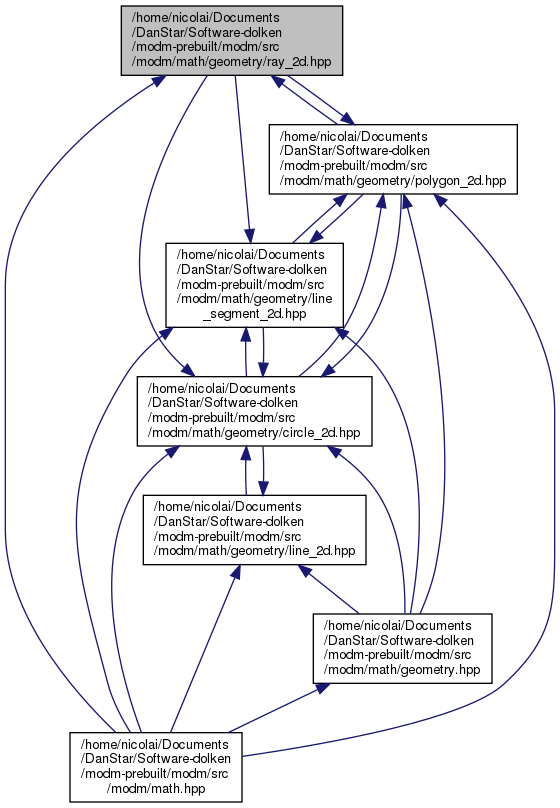 /home/nicolai/Documents
/DanStar/Software-dolken
/modm-prebuilt/modm/src
/modm/math/geometry/ray_2d.hpp
/home/nicolai/Documents
/DanStar/Software-dolken
/modm-prebuilt/modm/src
/modm/math/geometry/polygon_2d.hpp
/home/nicolai/Documents
/DanStar/Software-dolken
/modm-prebuilt/modm/src
/modm/math/geometry/line
_segment_2d.hpp
/home/nicolai/Documents
/DanStar/Software-dolken
/modm-prebuilt/modm/src
/modm/math/geometry/circle_2d.hpp
/home/nicolai/Documents
/DanStar/Software-dolken
/modm-prebuilt/modm/src
/modm/math/geometry/line_2d.hpp
/home/nicolai/Documents
/DanStar/Software-dolken
/modm-prebuilt/modm/src
/modm/math/geometry.hpp
/home/nicolai/Documents
/DanStar/Software-dolken
/modm-prebuilt/modm/src
/modm/math.hpp